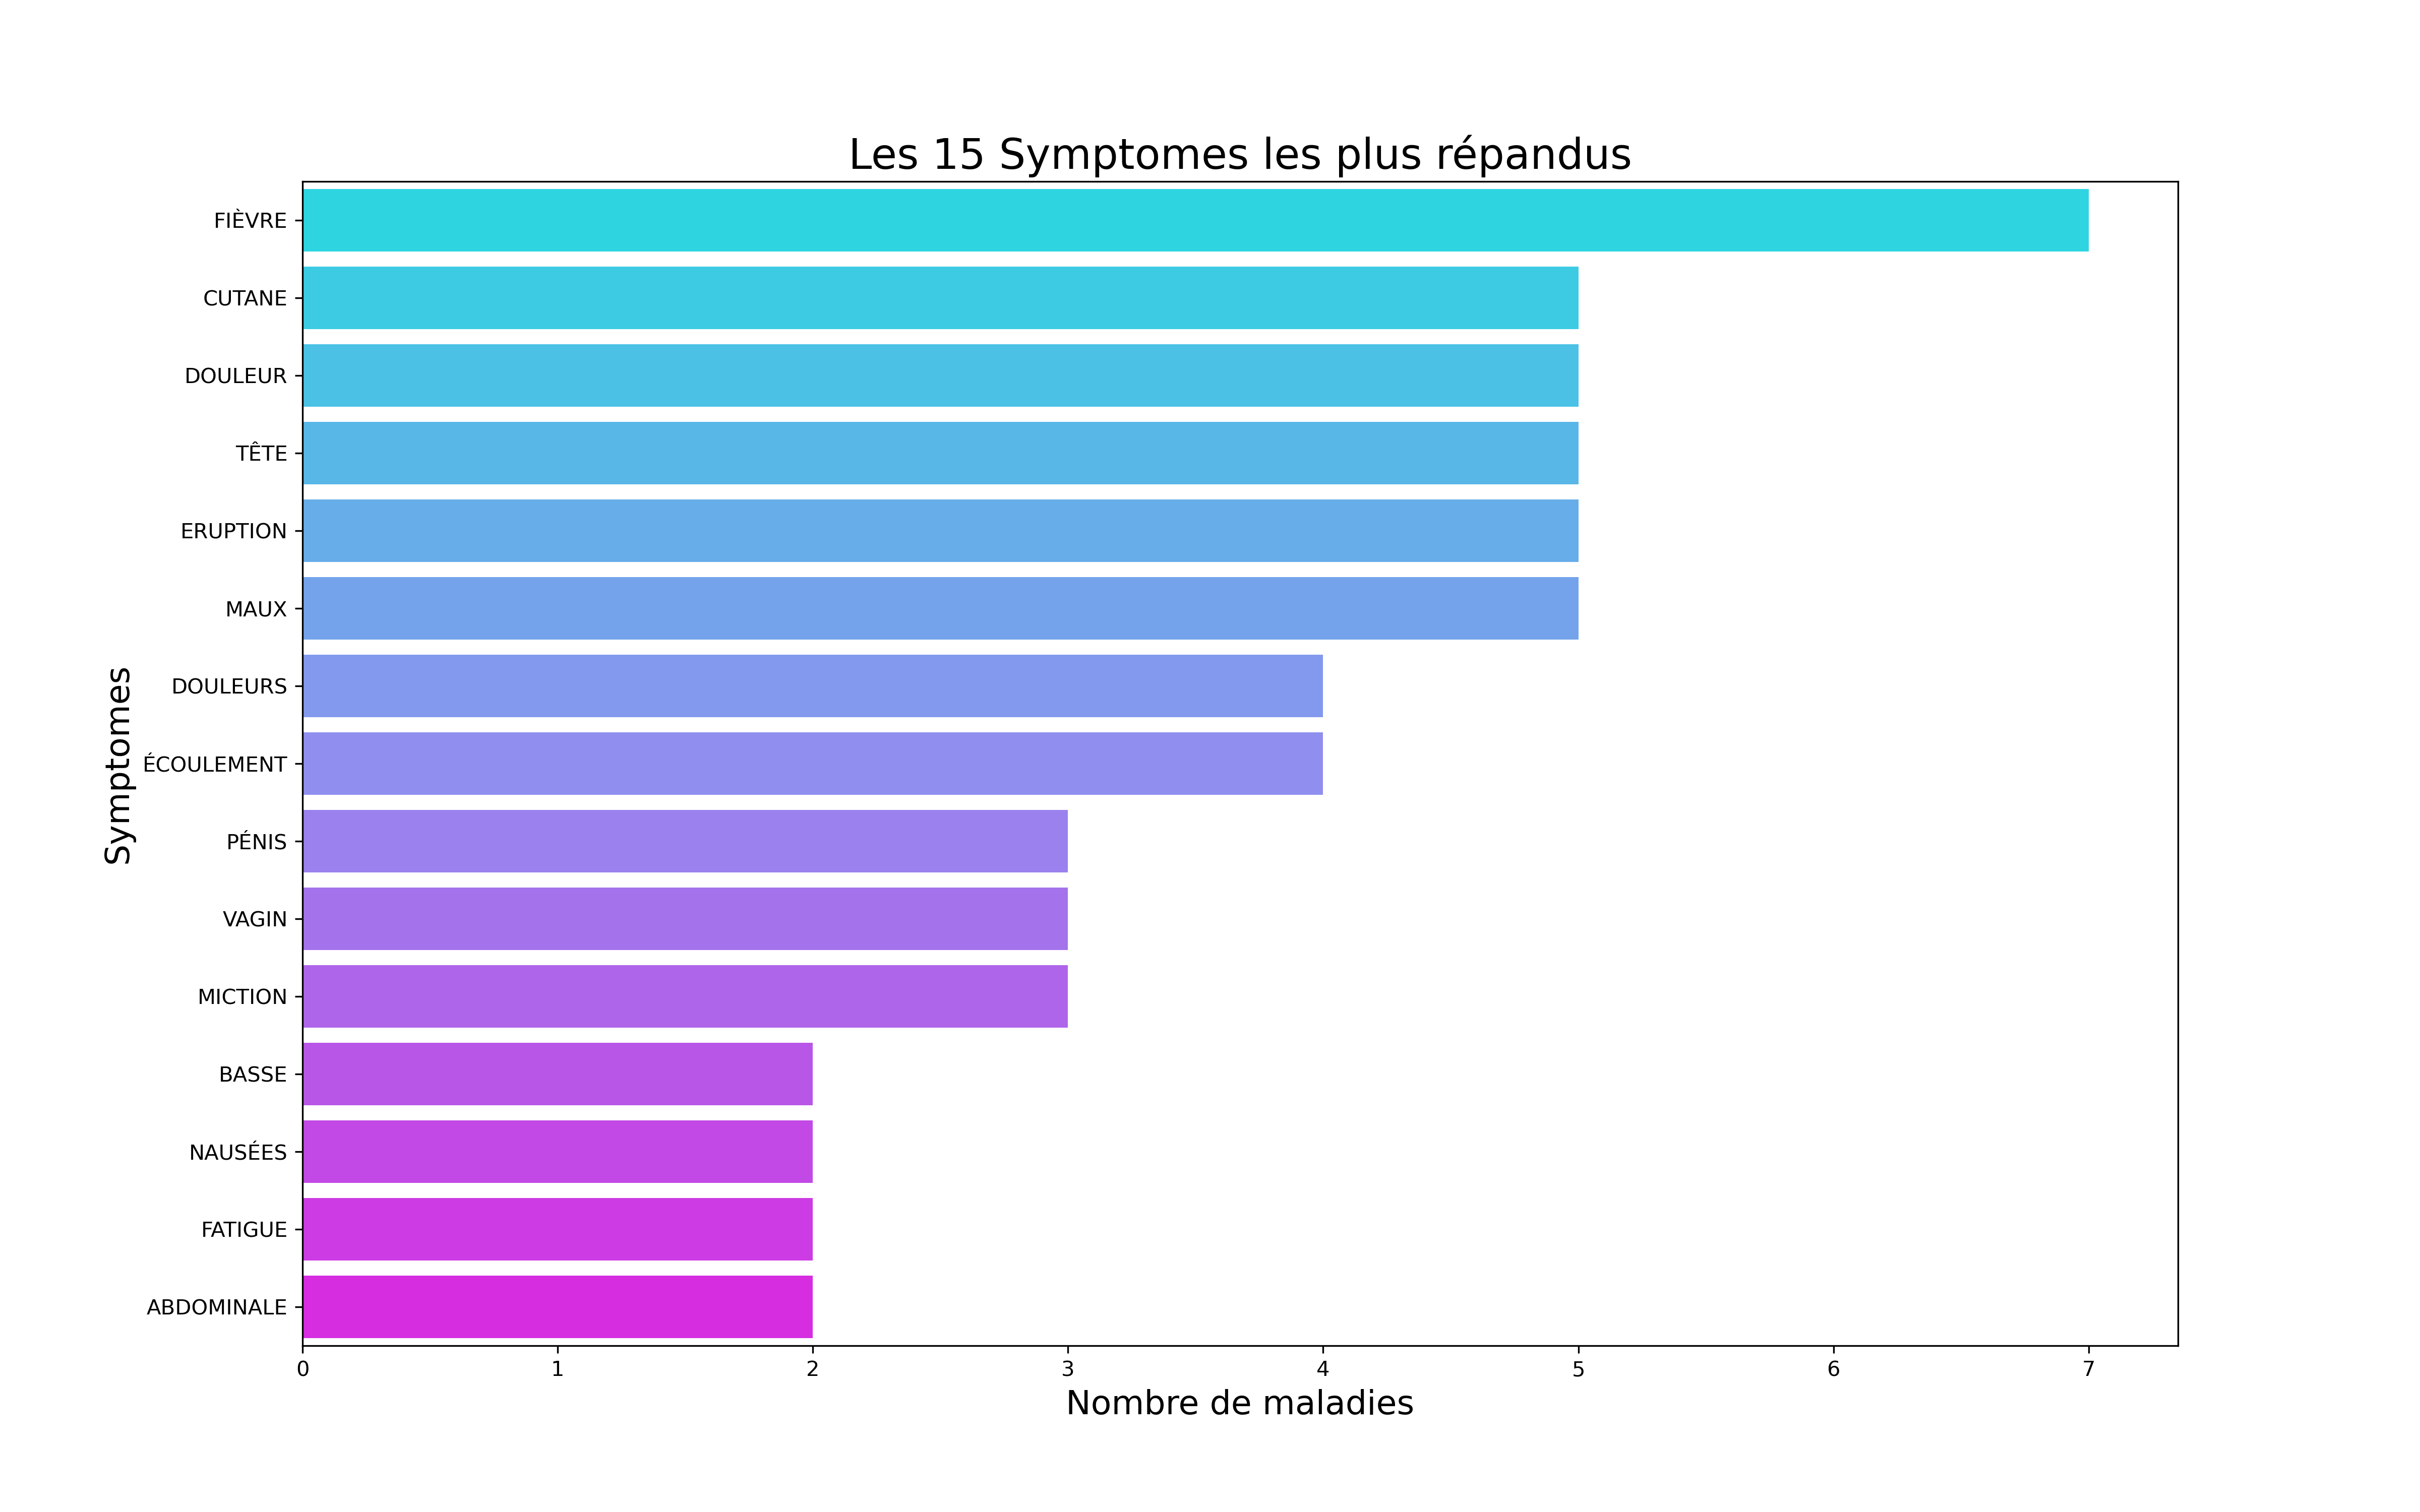 Les 15 Symptomes les plus répandus
FIÈVRE
CUTANE
DOULEUR
TÊTE
ERUPTION
MAUX
DOULEURS
ÉCOULEMENT
PÉNIS
VAGIN
MICTION
BASSE
NAUSÉES
FATIGUE
ABDOMINALE
Symptomes
0 1 2 3 4 5 6 7
Nombre de maladies